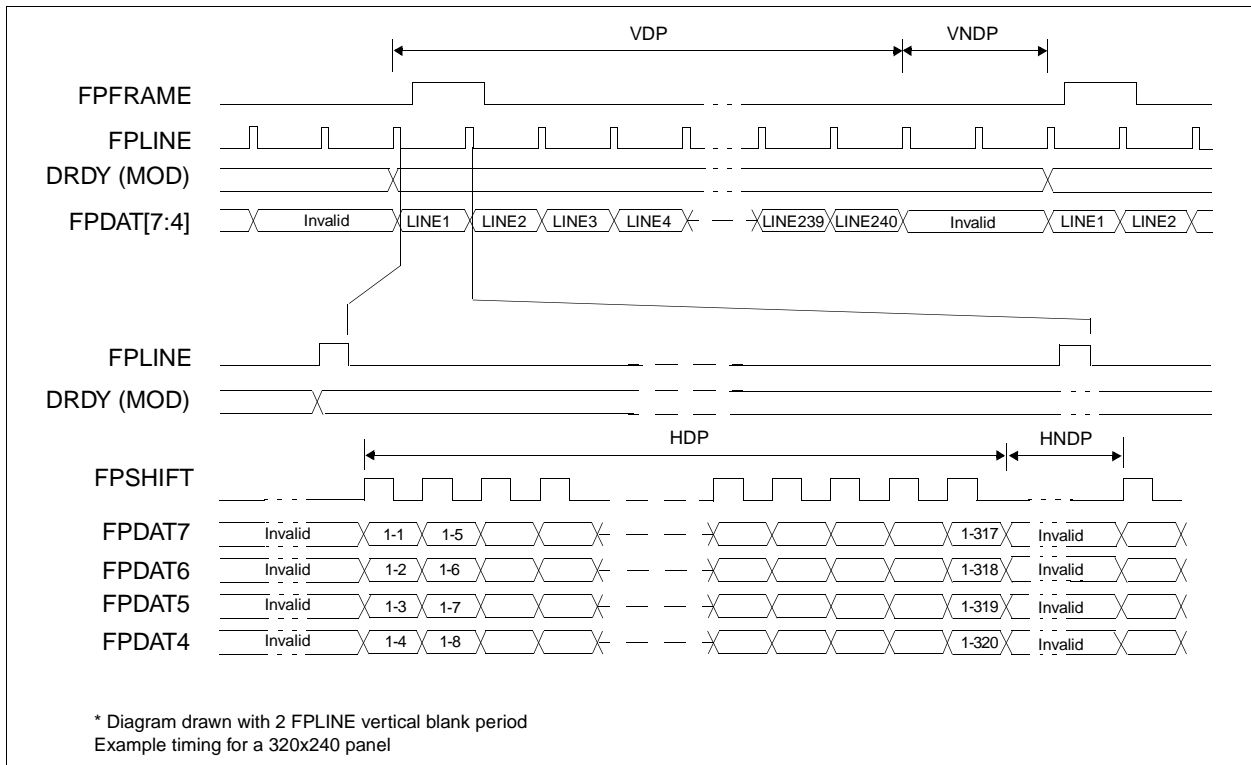 VDP VNDP
FPFRAME
FPLINE
DRDY (MOD)
FPDAT[7:4] Invalid LINE1 LINE2 LINE3 LINE4 LINE239 LINE240 Invalid LINE1 LINE2
FPLINE
DRDY (MOD)
HDP HNDP
FPSHIFT
FPDAT7 Invalid 1-1 1-5 1-317 Invalid
FPDAT6 Invalid 1-2 1-6 1-318 Invalid
FPDAT5 Invalid 1-3 1-7 1-319 Invalid
FPDAT4 Invalid 1-4 1-8 1-320 Invalid
* Diagram drawn with 2 FPLINE vertical blank period
Example timing for a 320x240 panel